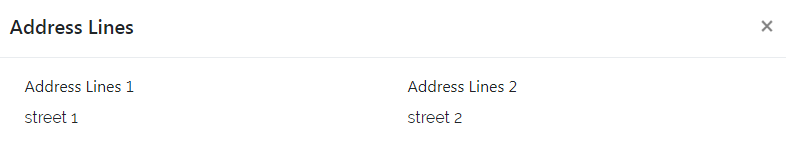 Address Lines
Address Lines 1
Address Lines 2
street 1
street 2